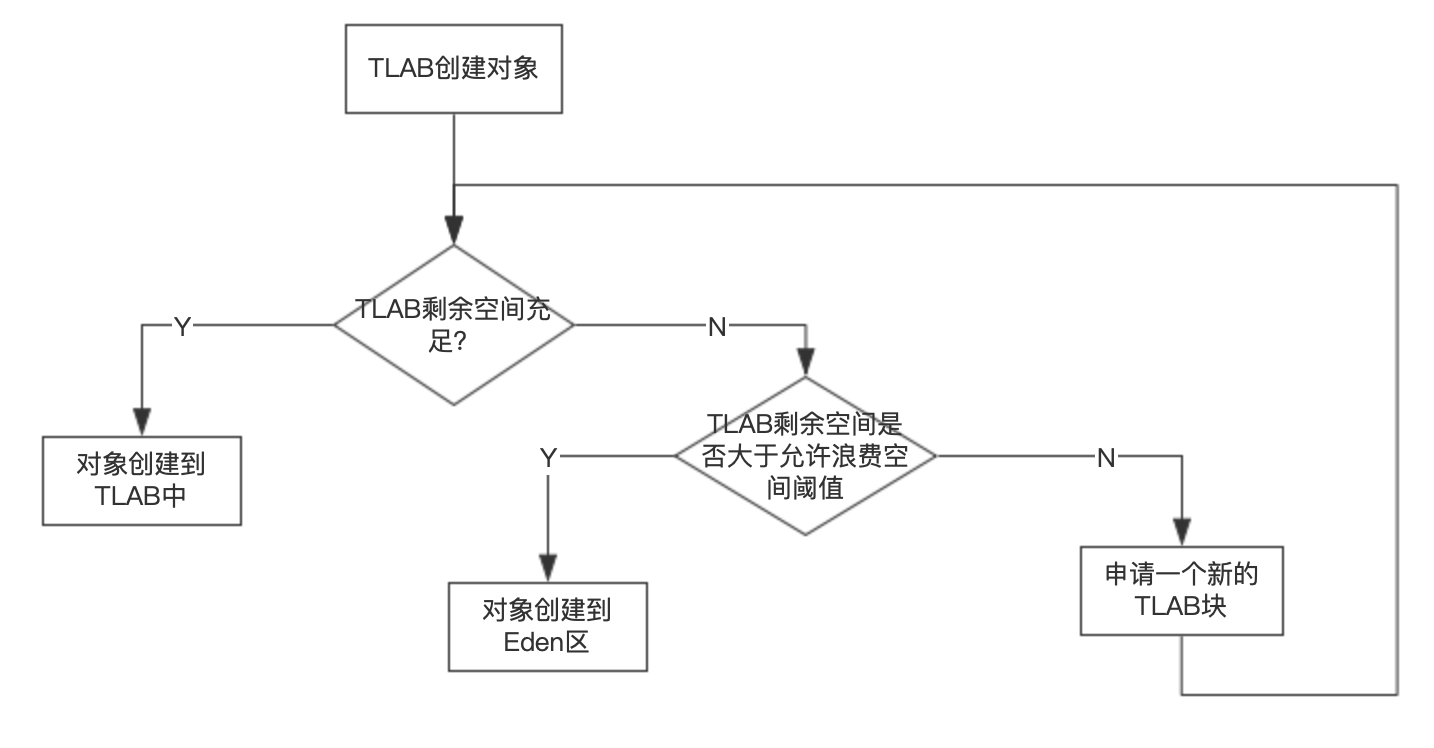 TLAB创建对象
TLAB剩余空间充
足?
Y
N
对象创建到
TLAB中
TLAB剩余空间是
否大于允许浪费空
间阈值
Y
N
对象创建到
Eden区
申请一个新的
TLAB块